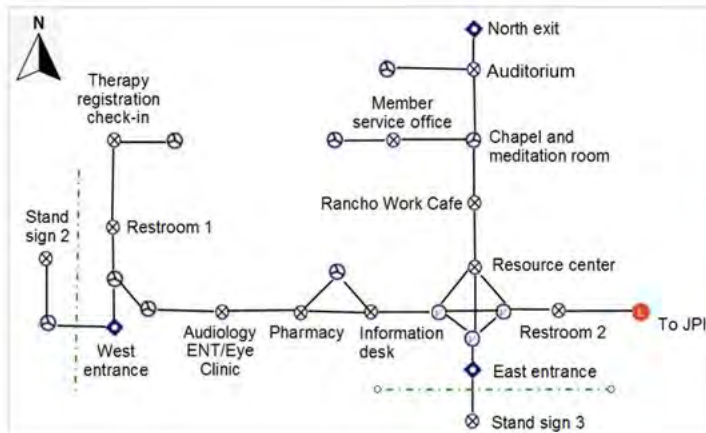 N
North exit
Auditorium
Therapy
registration
check-in
Member
service office
Chapel and
meditation room
Rancho Work Cafe
Stand
sign 2
Restroom 1
Resource center
West
entrance
Audiology
ENT/Eye
Clinic
Pharmacy
Information
desk
Restroom 2
To JPI
East entrance
Stand sign 3